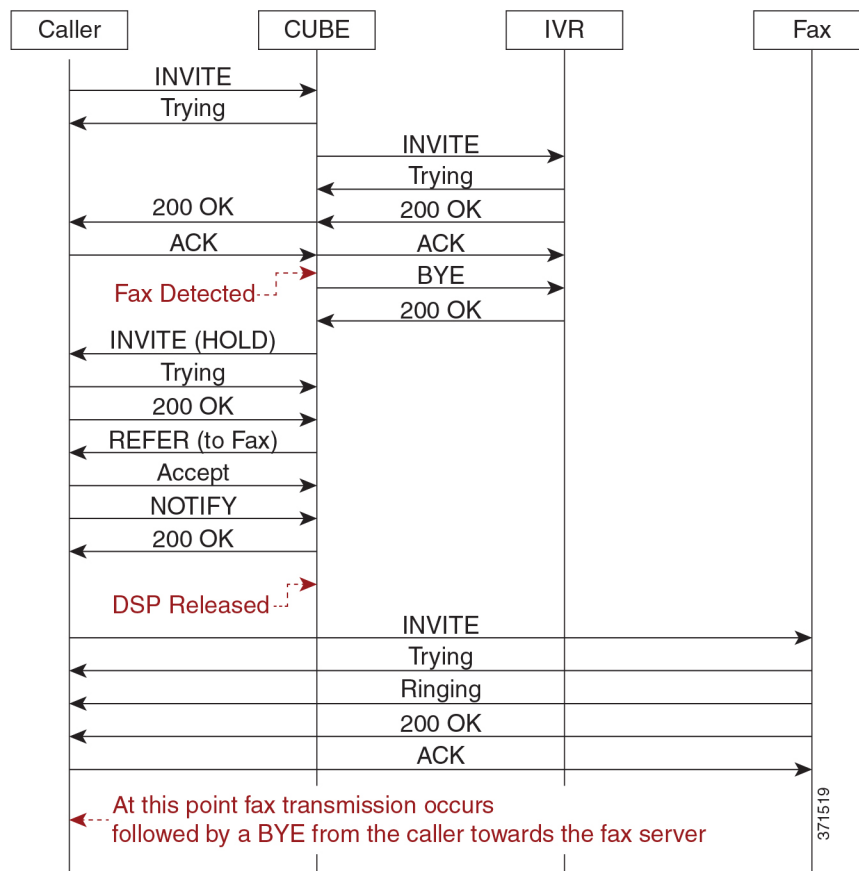 Caller
CUBE
IVR
Fax
INVITE
Trying
INVITE
Trying
200 OK
200 OK
ACK
ACK
Fax Detected
BYE
200 OK
INVITE (HOLD)
Trying
200 OK
REFER (to Fax)
Accept
NOTIFY
200 OK
DSP Released
INVITE
Trying
Ringing
200 OK
ACK
At this point fax transmission occurs
followed by a BYE from the caller towards the fax server
371519